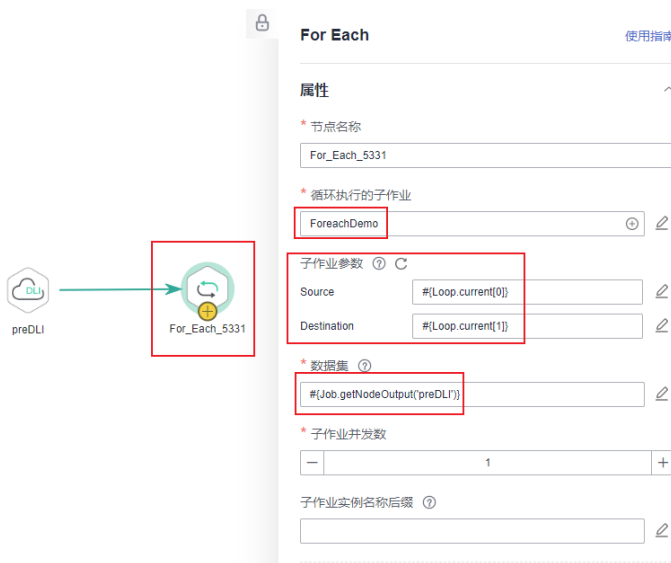 For Each
使用指南
属性
* 节点名称
For_Each_5331
* 循环执行的子作业
ForeachDemo
子作业参数
Source
#{Loop.current[0]}
Destination
#{Loop.current[1]}
* 数据集
#{Job.getNodeOutput('preDLI')}
* 子作业并发数
1
子作业实例名称后缀
DLI
preDLI
For_Each_5331